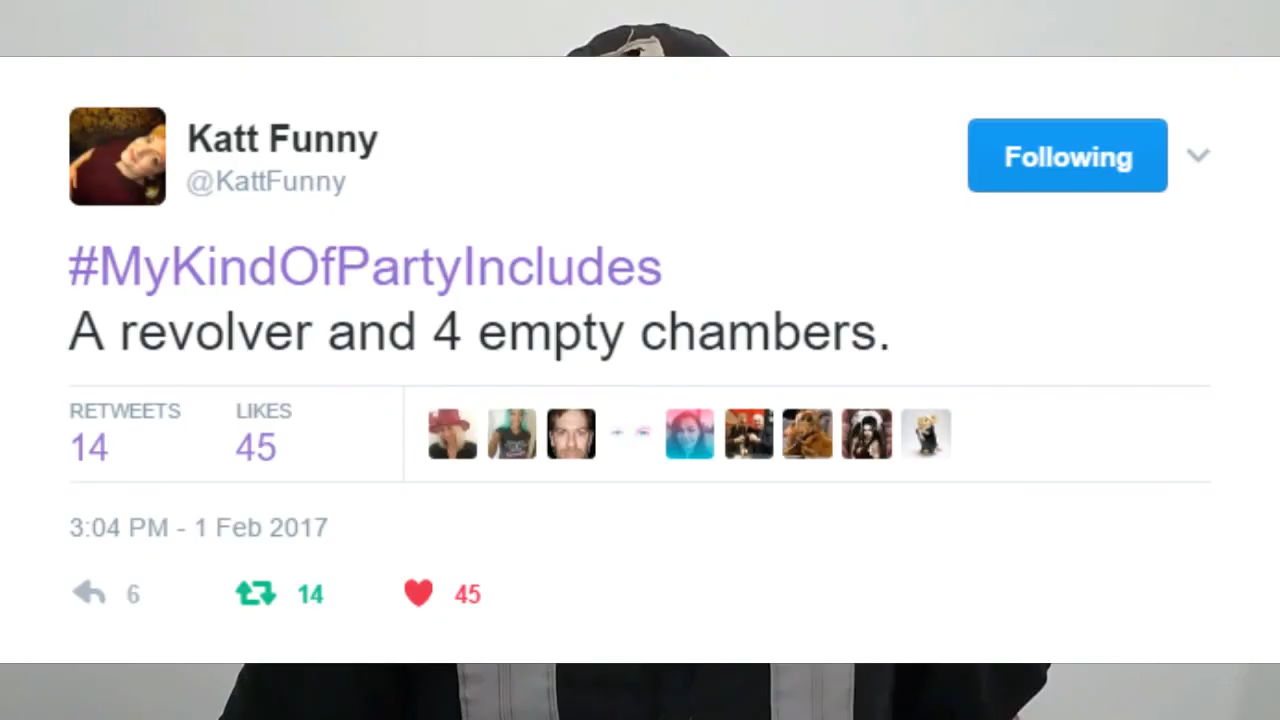 Katt Funny
@KattFunny
Following
#MyKindOfPartyIncludes
A revolver and 4 empty chambers.
RETWEETS LIKES
14 45
3:04 PM - 1 Feb 2017
6 14 45